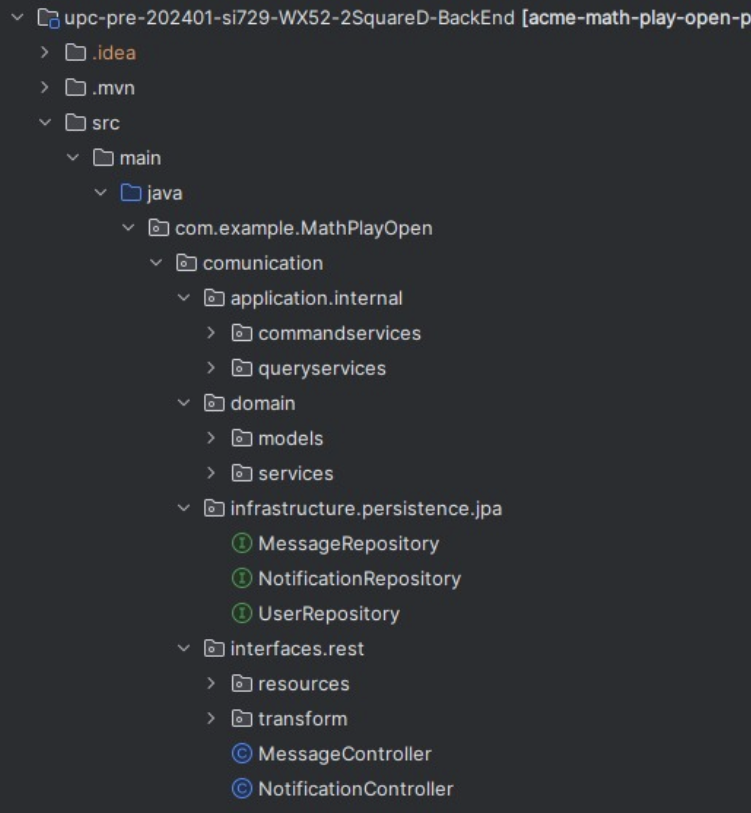 upc-pre-202401-si729-WX52-2SquareD-BackEnd [acme-math-play-open-p
.idea
.mvn
src
main
java
com.example.MathPlayOpen
comunication
application.internal
commandservices
queryservices
domain
models
services
infrastructure.persistence.jpa
MessageRepository
NotificationRepository
UserRepository
interfaces.rest
resources
transform
MessageController
NotificationController